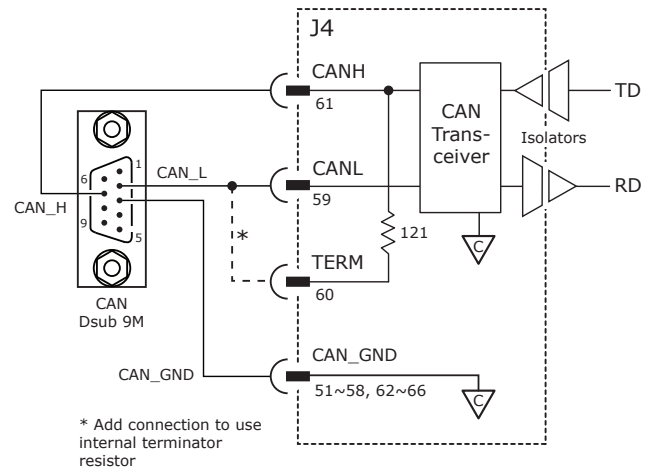 J4
CANH
61
CAN
Trans-
ceiver
TD
Isolators
RD
1
6
9
5
CAN_L
CAN_H
CANL
59
C
121
*
TERM
60
CAN
Dsub 9M
CAN_GND
CAN_GND
51~58, 62~66
C
* Add connection to use
internal terminator
resistor